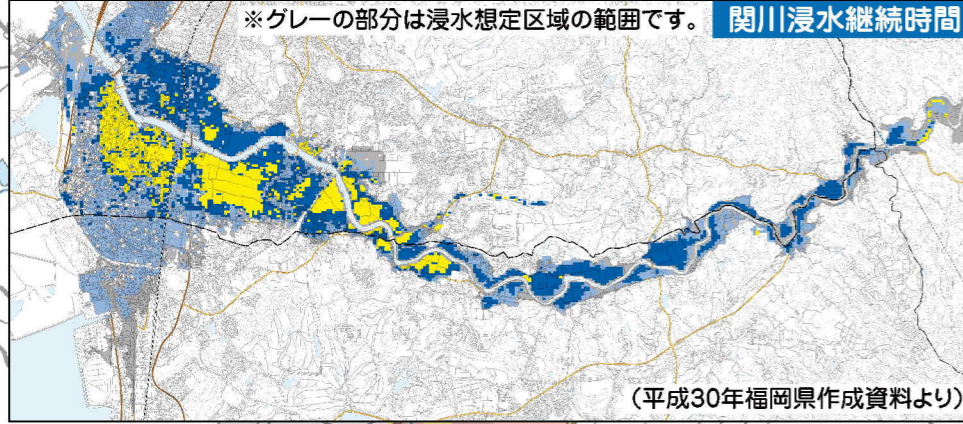 ※グレーの部分は浸水想定区域の範囲です。
関川浸水継続時間
(平成30年福岡県作成資料より)